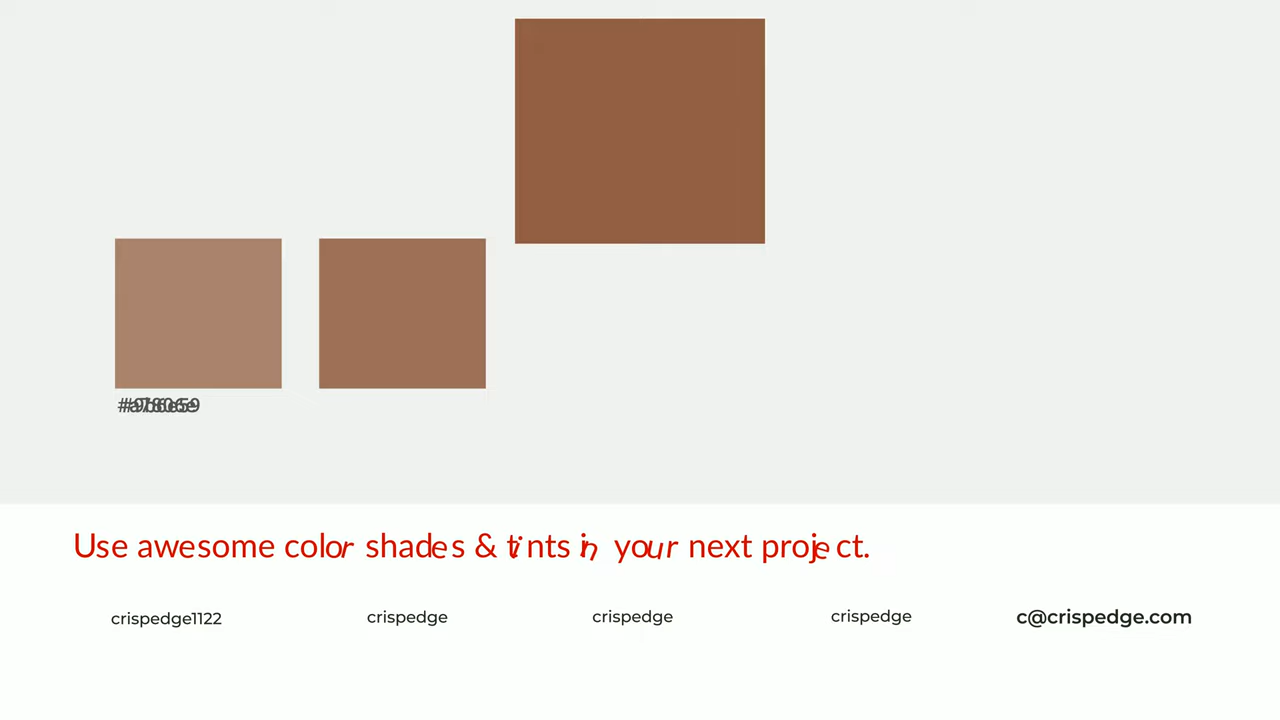 Use awesome color shades & tints in your next project.
crispedge1122 crispedge crispedge crispedge c@crispedge.com